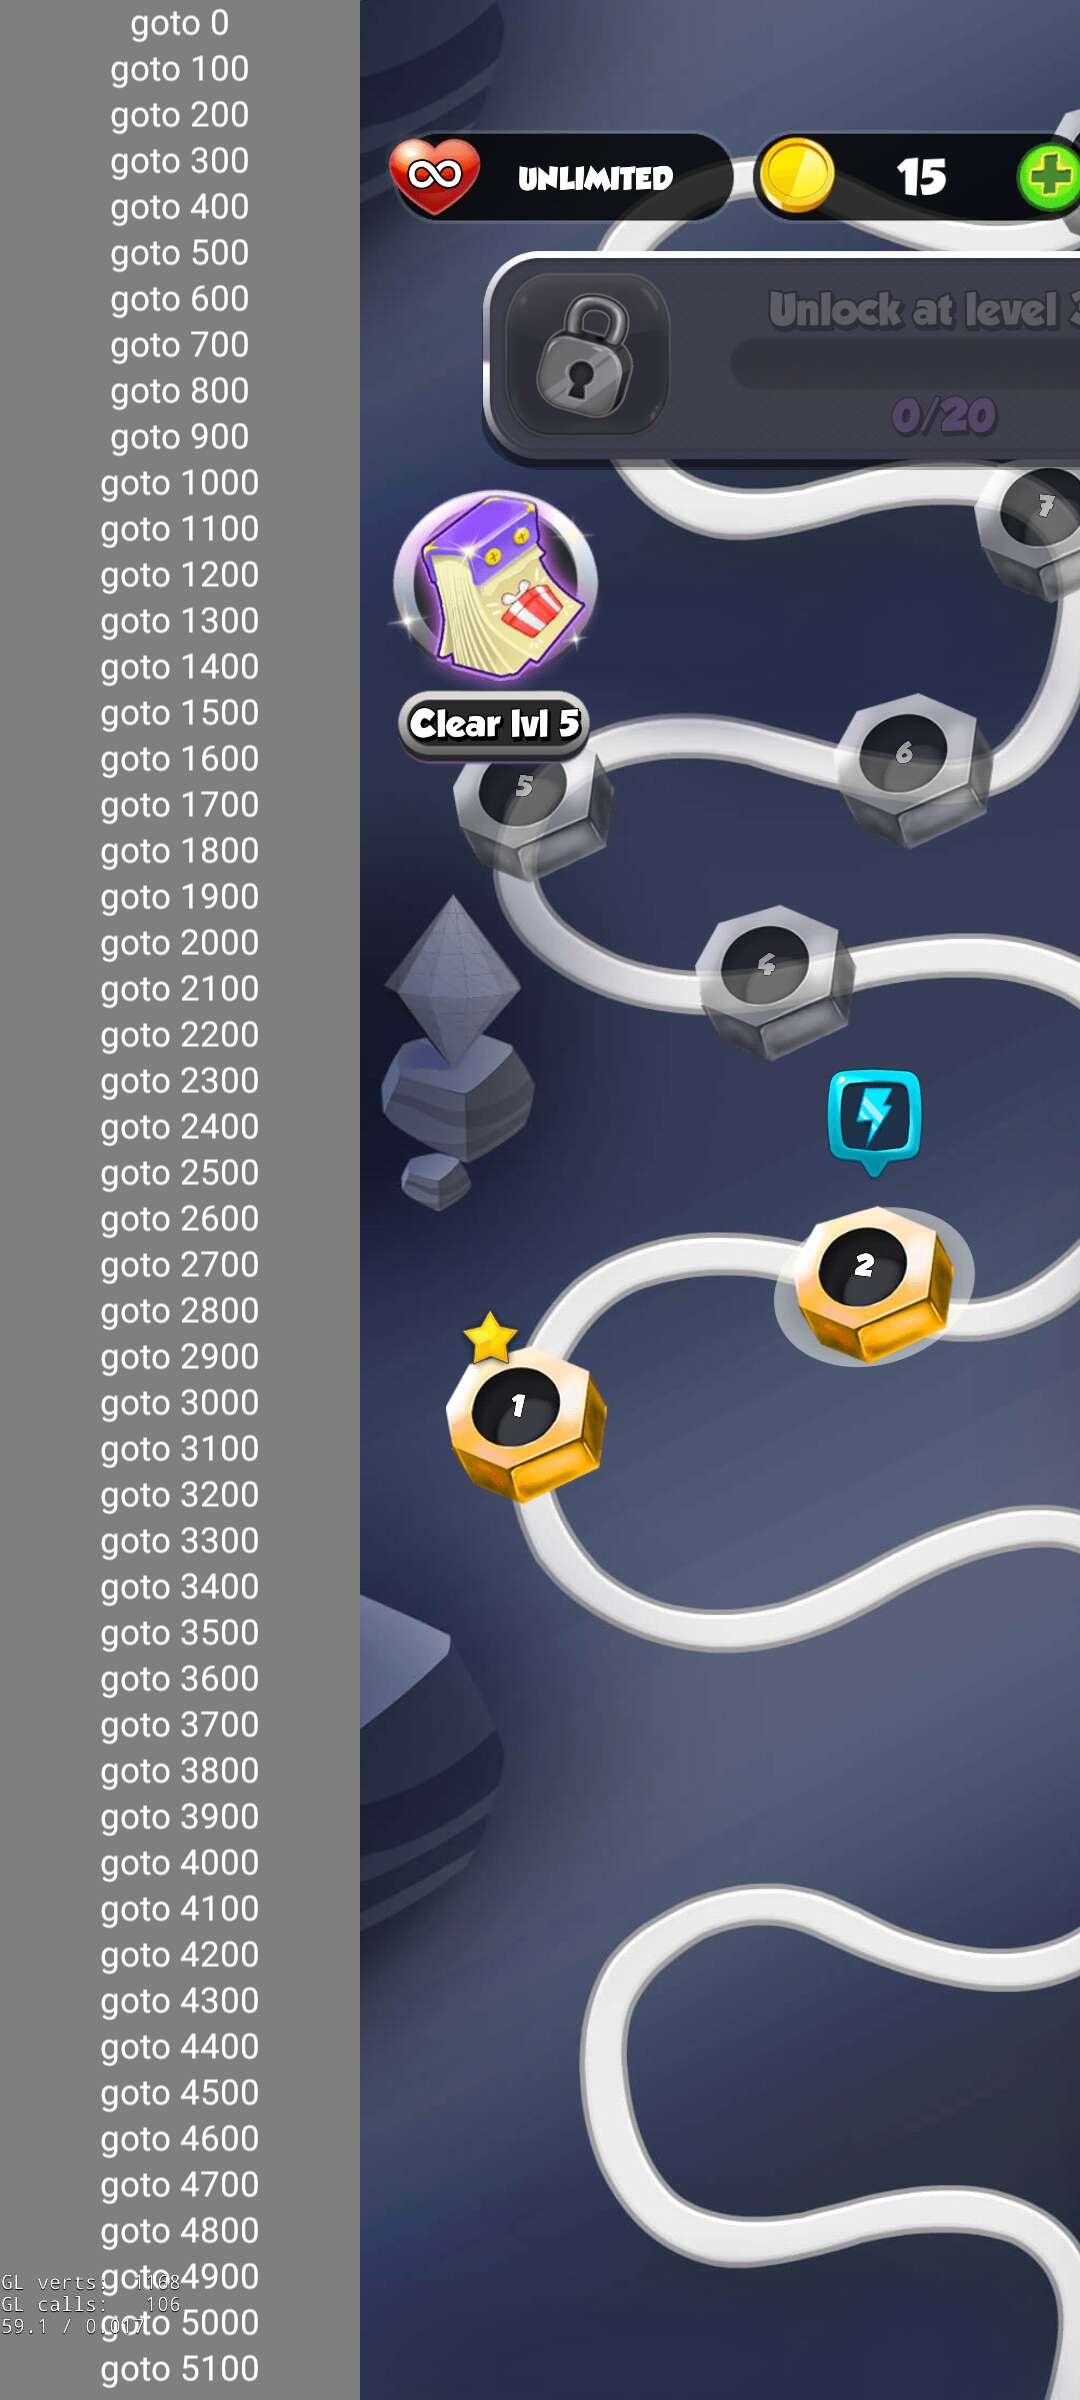 goto 0
goto 100
goto 200
goto 300
goto 400
goto 500
goto 600
goto 700
goto 800
goto 900
goto 1000
goto 1100
goto 1200
goto 1300
goto 1400
goto 1500
goto 1600
goto 1700
goto 1800
goto 1900
goto 2000
goto 2100
goto 2200
goto 2300
goto 2400
goto 2500
goto 2600
goto 2700
goto 2800
goto 2900
goto 3000
goto 3100
goto 3200
goto 3300
goto 3400
goto 3500
goto 3600
goto 3700
goto 3800
goto 3900
goto 4000
goto 4100
goto 4200
goto 4300
goto 4400
goto 4500
goto 4600
goto 4700
goto 4800
goto 4900
goto 5000
goto 5100
GL verts: 1168
GL calls: 106
59.1 / 0.017
UNLIMITED
15
Unlock at level
0/20
7
Clear lvl 5
6
5
4
2
1